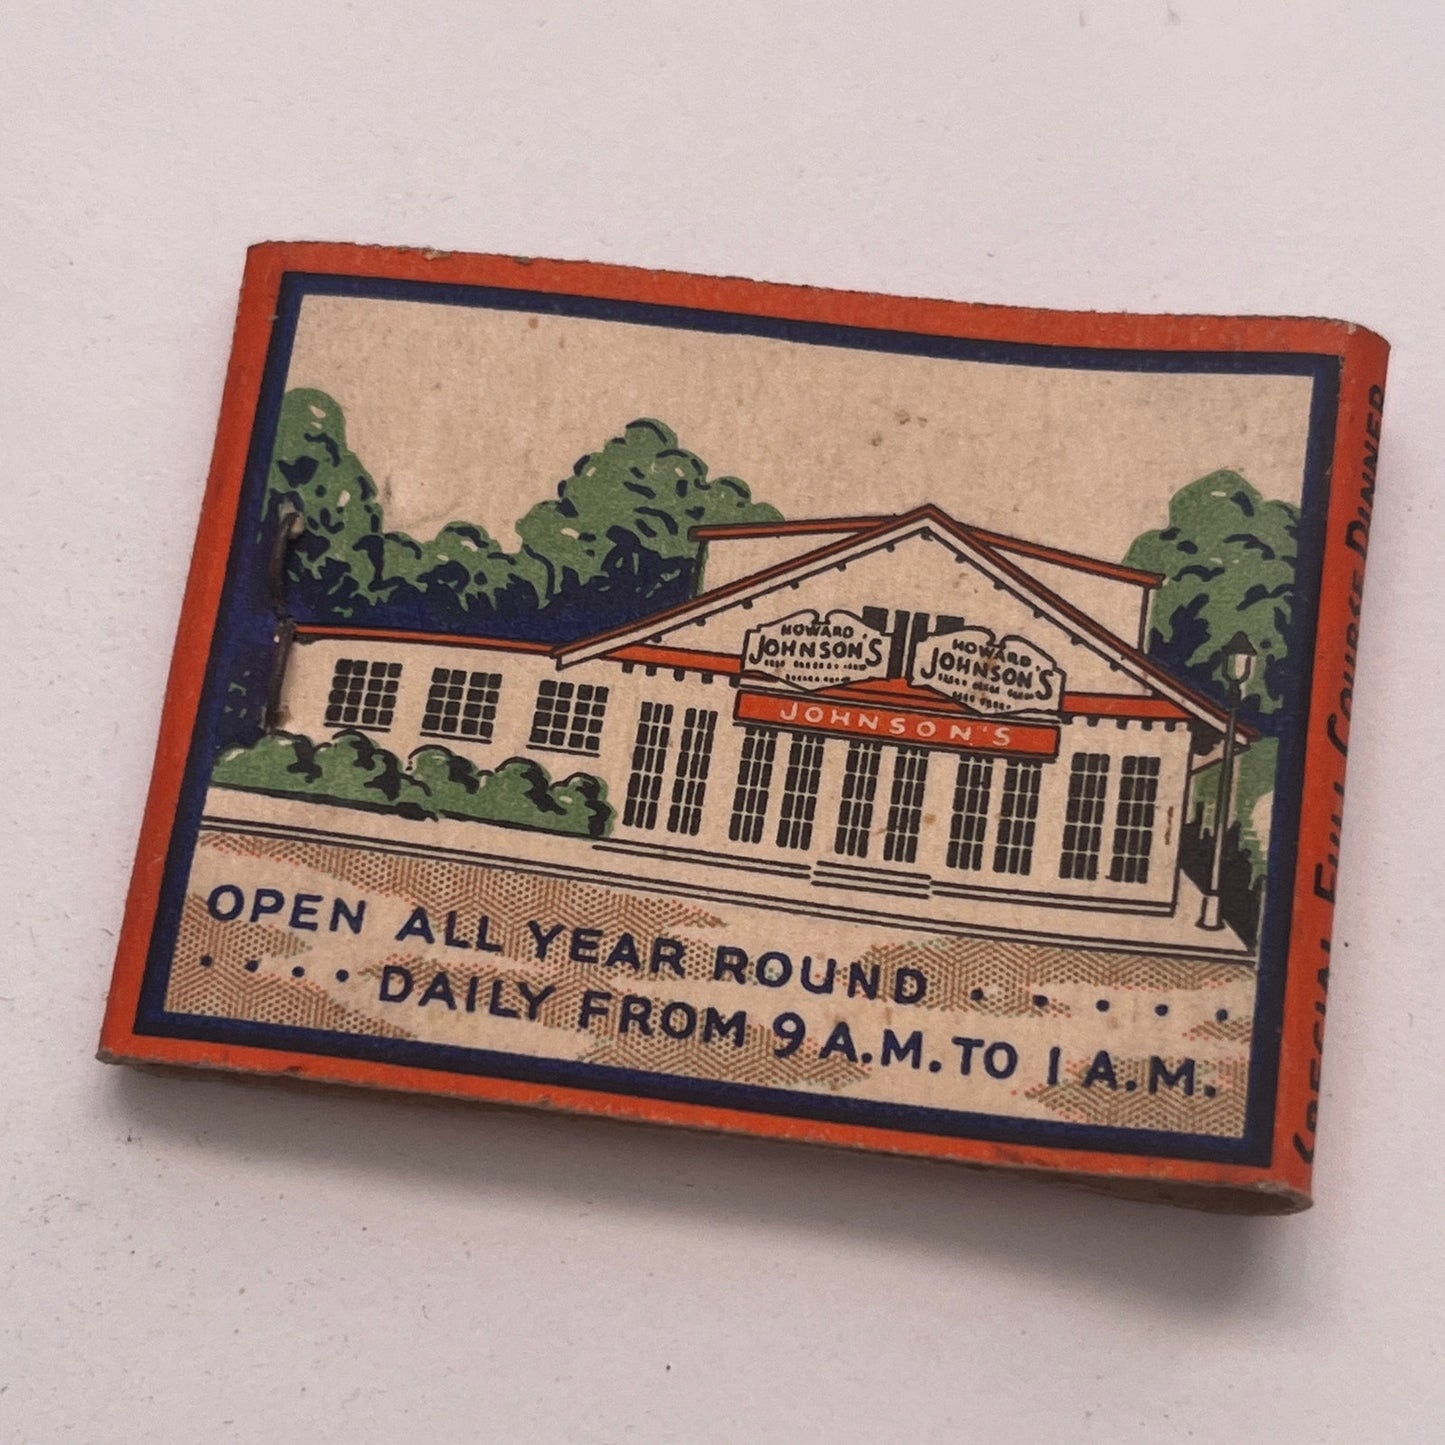 HOWARD
JOHNSON'S
HOWARD
JOHNSON'S
JOHNSON'S
OPEN ALL YEAR ROUND . . . . .
. . . . DAILY FROM 9 A.M. TO 1 A.M.
SPECIAL FULL COURSE DINNER